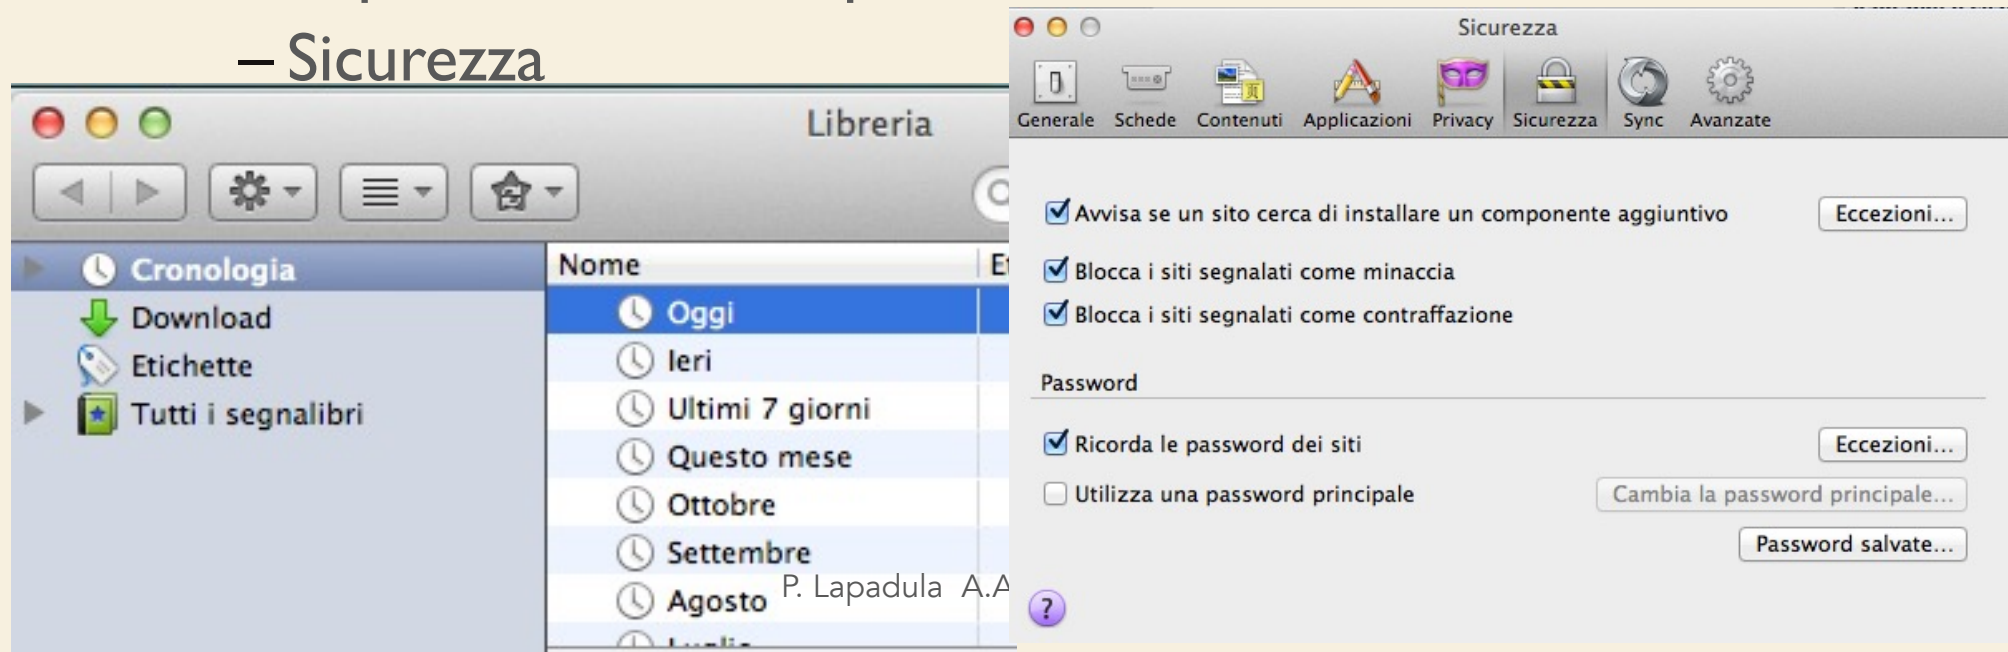 – Sicurezza
Libreria
Cronologia
Download
Etichette
Tutti i segnalibri
Nome
Oggi
Ieri
Ultimi 7 giorni
Questo mese
Ottobre
Settembre
Agosto
P. Lapadula A.A
Sicurezza
Generale Schede Contenuti Applicazioni Privacy Sicurezza Sync Avanzate
Avvisa se un sito cerca di installare un componente aggiuntivo Eccezioni...
Blocca i siti segnalati come minaccia
Blocca i siti segnalati come contraffazione
Password
Ricorda le password dei siti Eccezioni...
Utilizza una password principale Cambia la password principale...
Password salvate...
?